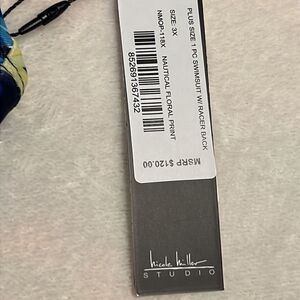 PLUS SIZE 1 PC SWIMSUIT W/ RACER BACK
SIZE: 3X
NMOP-118X NAUTICAL FLORAL PRINT
852691367432
MSRP $120.00
nicole miller
STUDIO